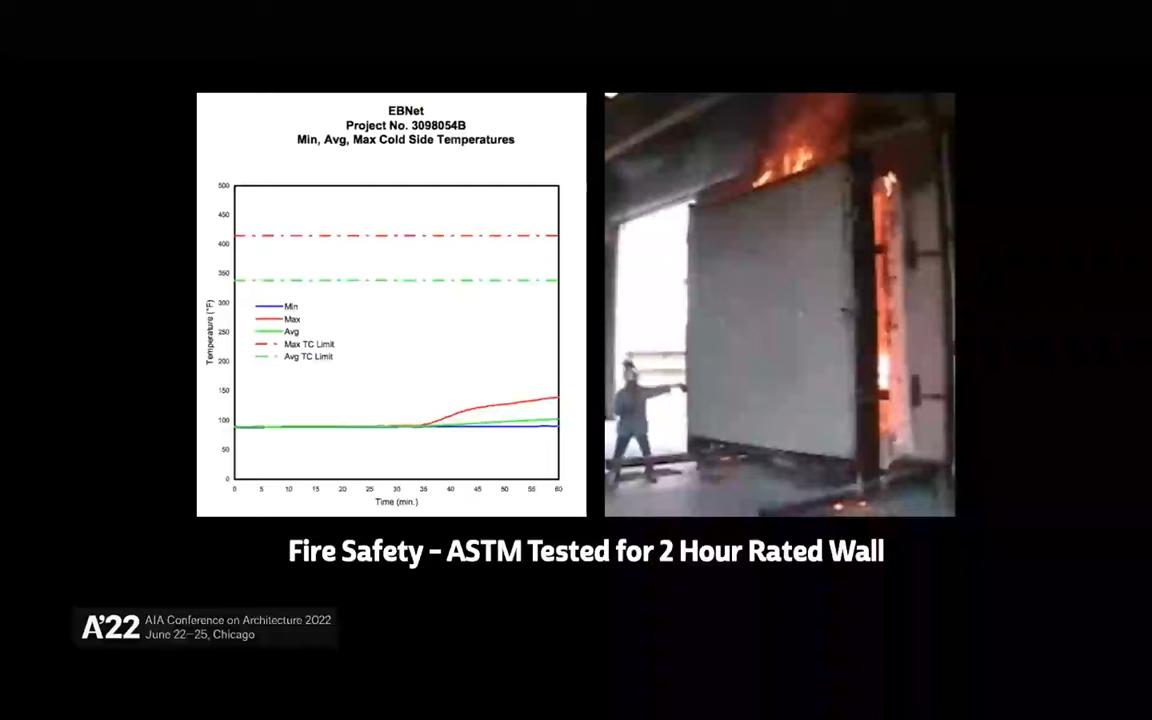 EBNet
Project No. 3098054B
Min, Avg, Max Cold Side Temperatures
500
450
400
350
300
250
200
150
100
50
0
Temperature (°F)
Min
Max
Avg
Max TC Limit
Avg TC Limit
0 5 10 15 20 25 30 35 40 45 50 55 60
Time (min.)
Fire Safety – ASTM Tested for 2 Hour Rated Wall
A'22
AIA Conference on Architecture 2022
June 22–25, Chicago